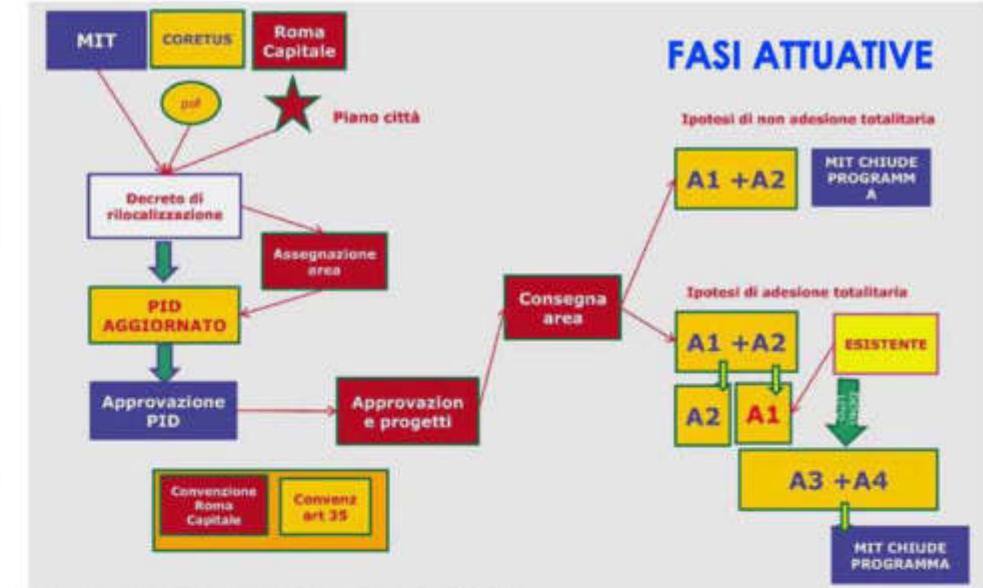 MIT
CORETUS
Roma
Capitale
FASI ATTUATIVE
pdf
Piano città
Ipotesi di non adesione totalitaria
A1 +A2
MIT CHIUDE
PROGRAMM
A
Decreto di
rilocalizzazione
Assegnazione
area
PID
AGGIORNATO
Consegna
area
Ipotesi di adesione totalitaria
A1 +A2
ESISTENTE
A2
A1
Approvazione
PID
Approvazion
e progetti
A3 +A4
Convenzione
Roma
Capitale
Convenz
art 35
MIT CHIUDE
PROGRAMMA